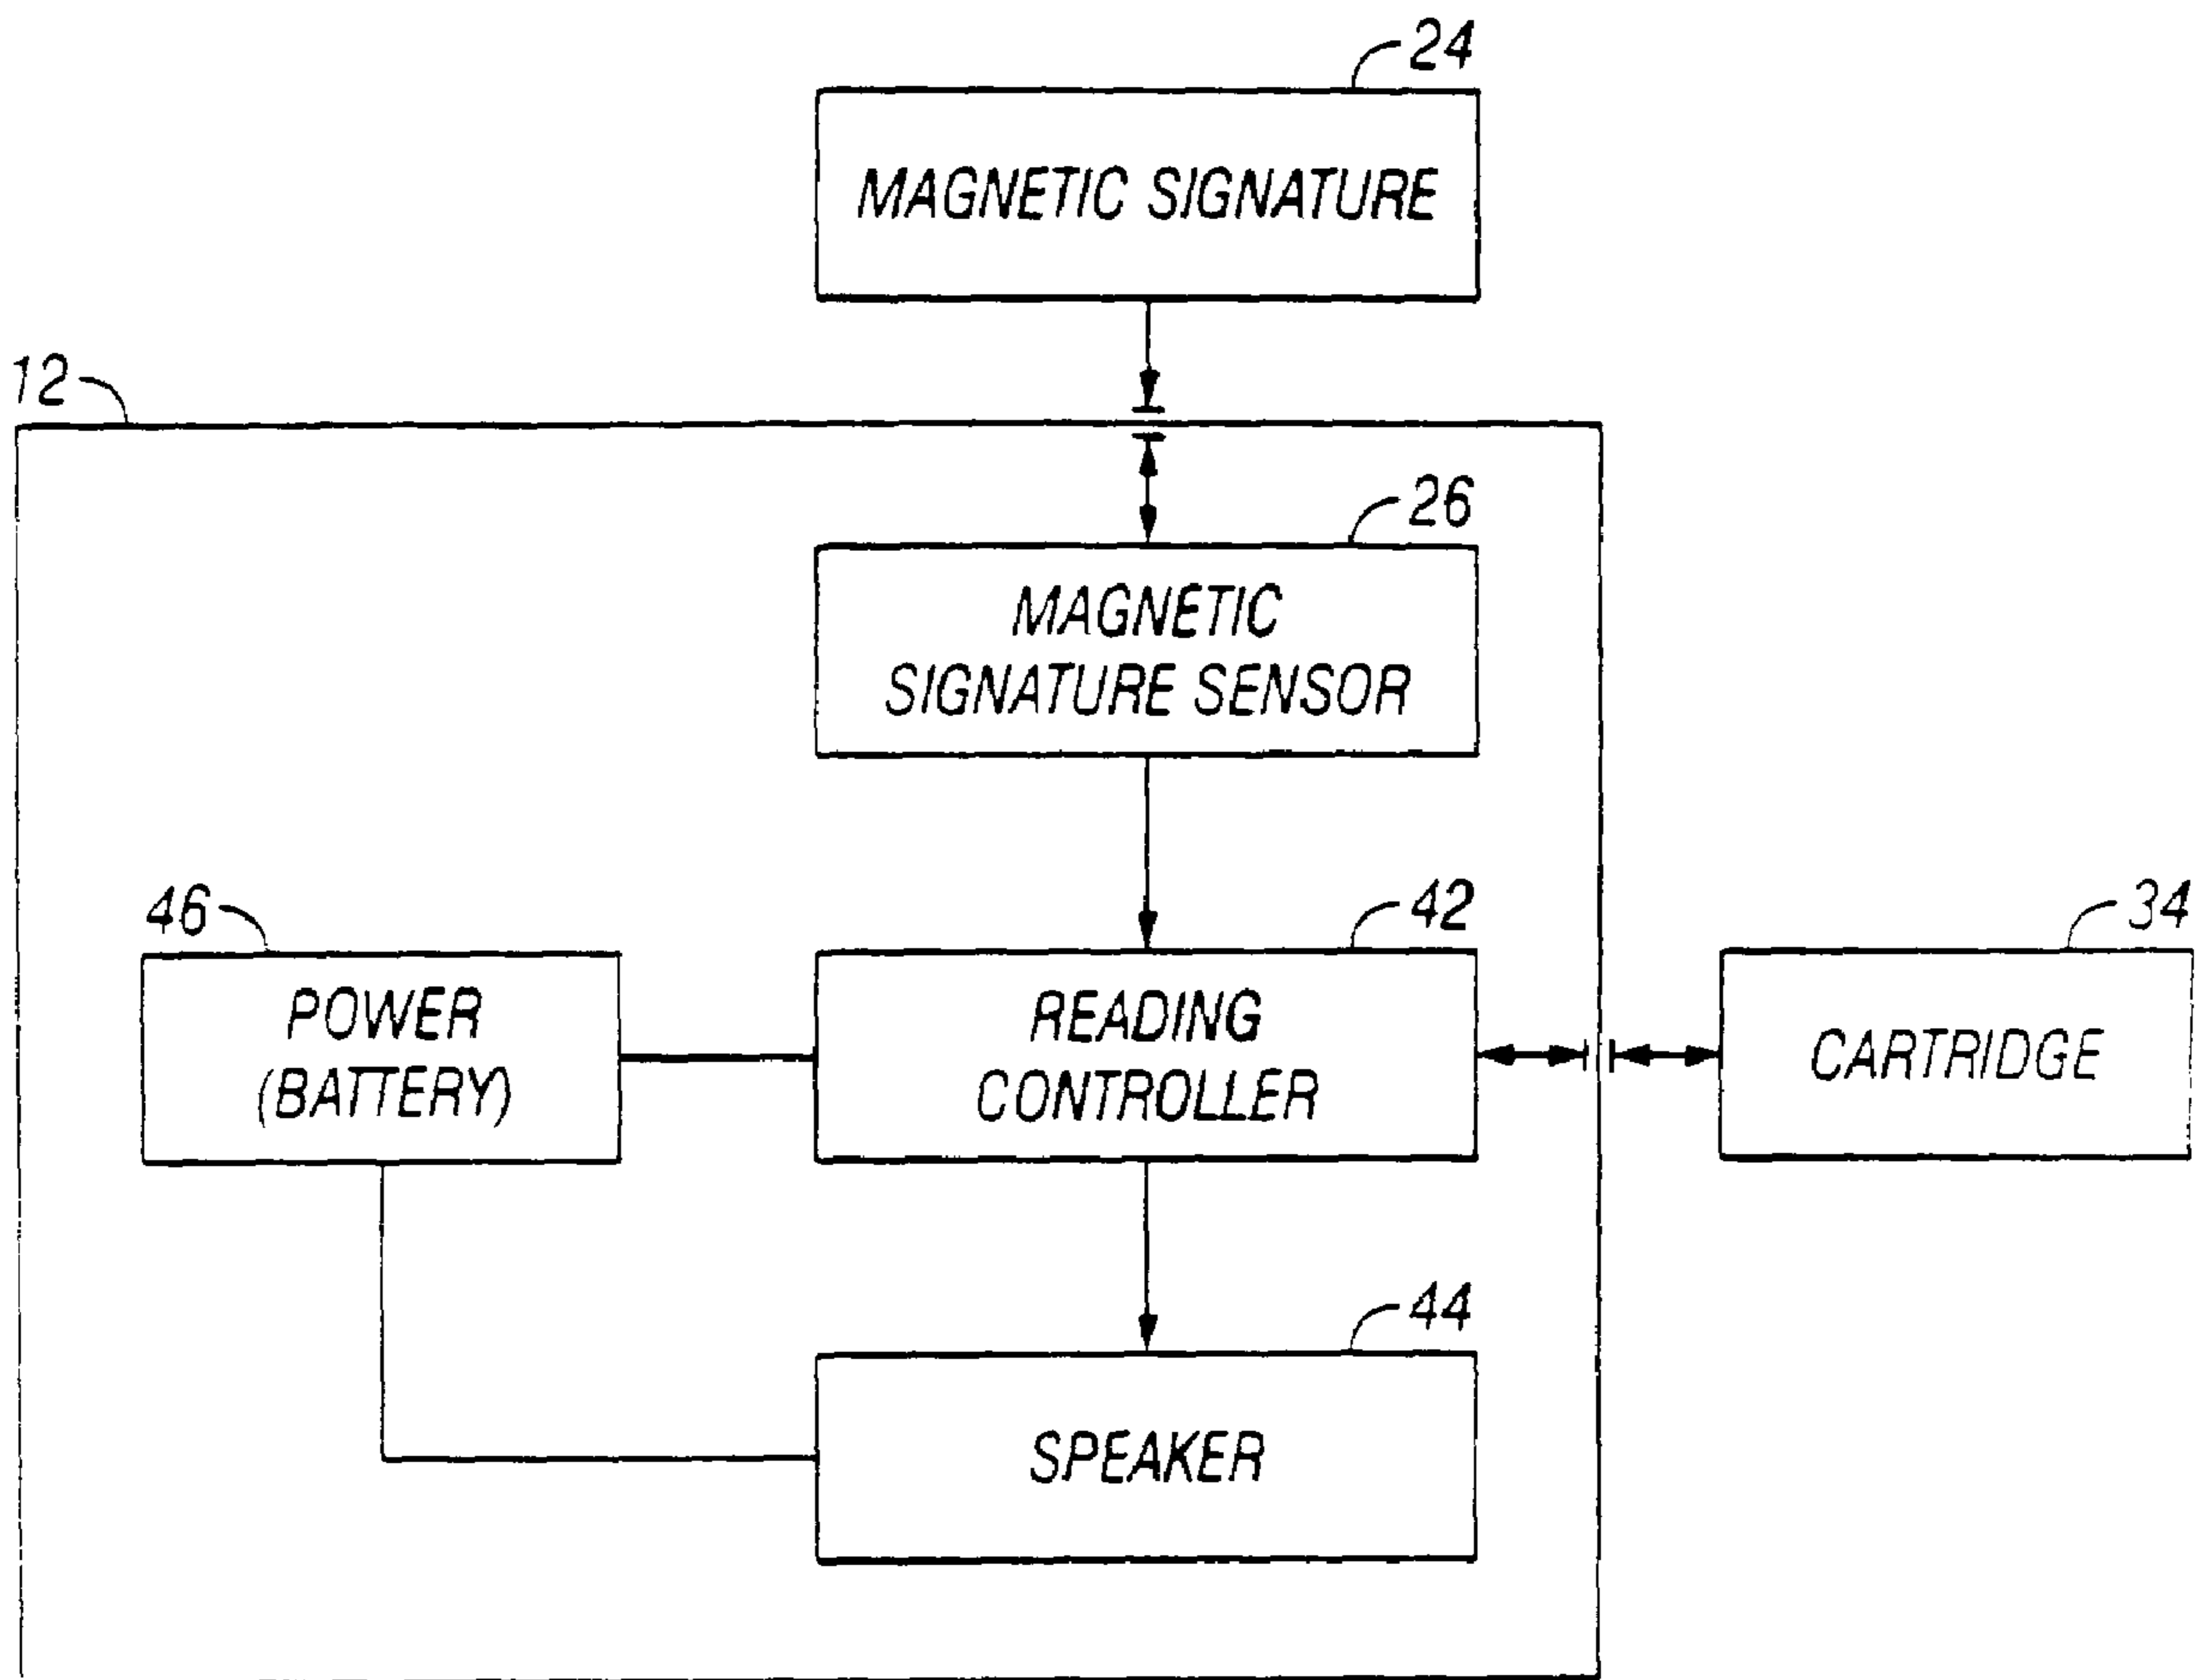 24
MAGNETIC SIGNATURE
12
26
MAGNETIC
SIGNATURE SENSOR
46
POWER
(BATTERY)
42
READING
CONTROLLER
34
CARTRIDGE
44
SPEAKER